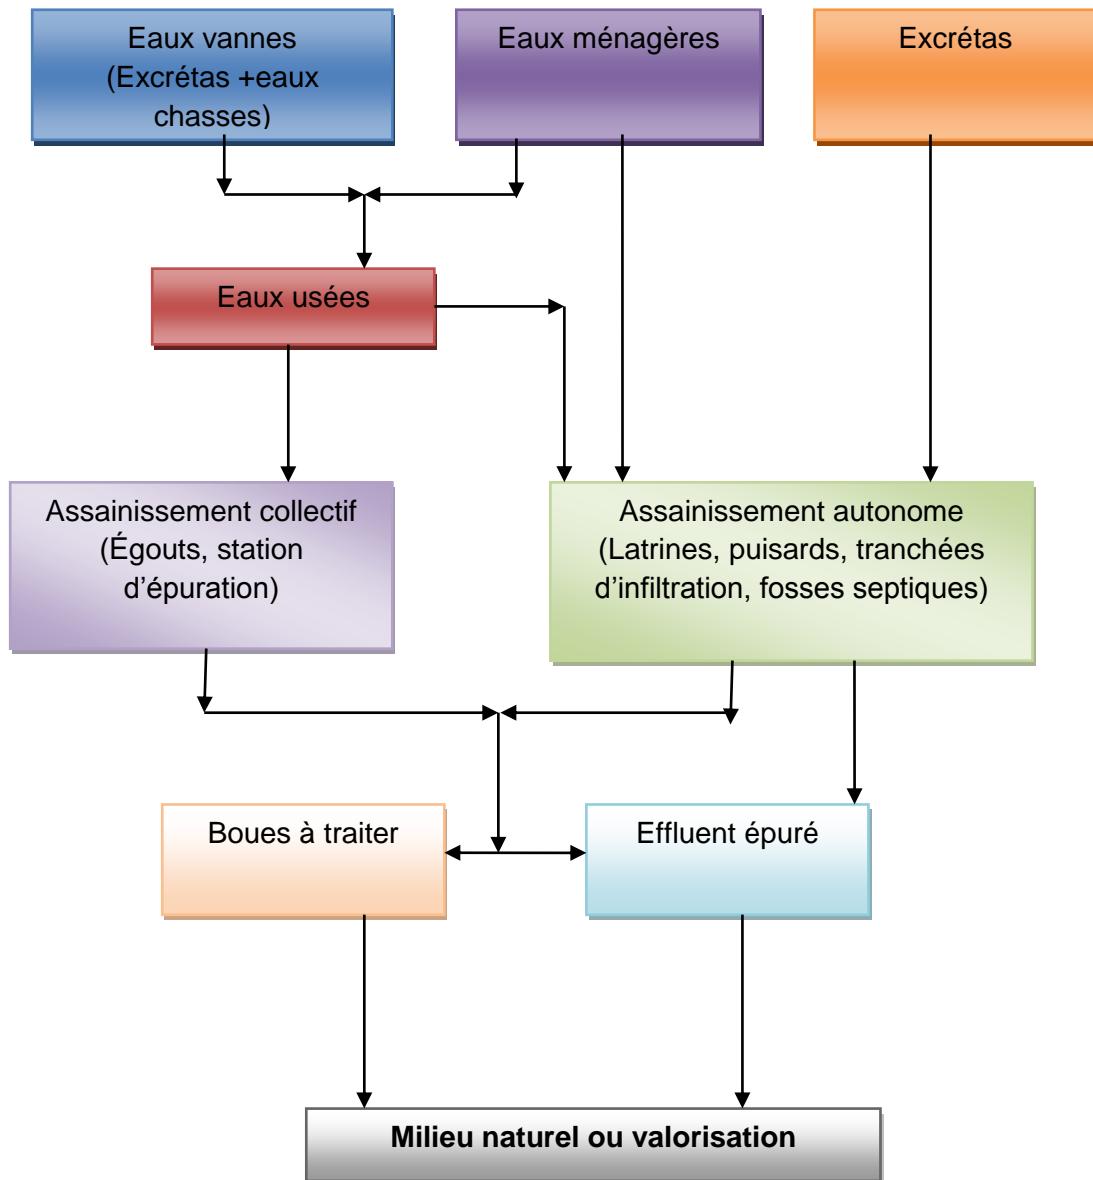 Eaux vannes
(Excrétas +eaux
chasses)
Eaux ménagères
Excrétas
Eaux usées
Assainissement collectif
(Égouts, station
d’épuration)
Assainissement autonome
(Latrines, puisards, tranchées
d’infiltration, fosses septiques)
Boues à traiter
Effluent épuré
Milieu naturel ou valorisation